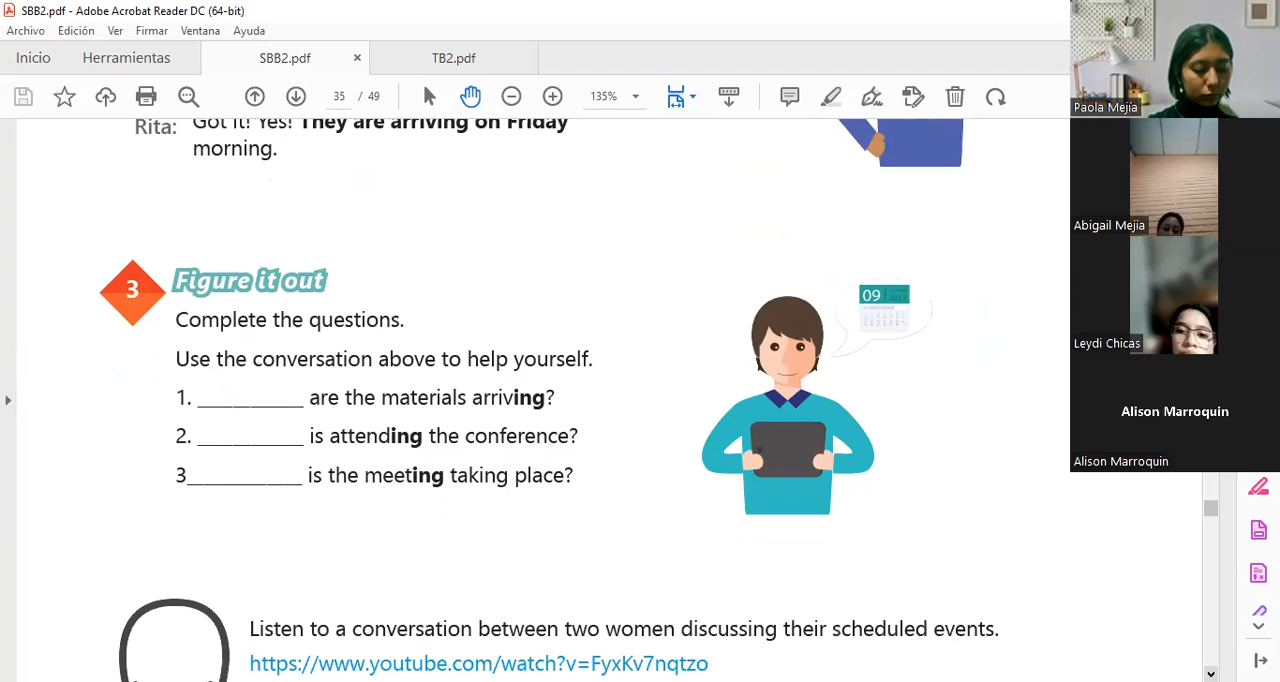 SBB2.pdf - Adobe Acrobat Reader DC (64-bit)
Archivo Edición Ver Firmar Ventana Ayuda
Inicio Herramientas SBB2.pdf × TB2.pdf
35 / 49 135%
Rita: Got it! Yes! They are arriving on Friday
morning.
3 Figure it out
Complete the questions.
Use the conversation above to help yourself.
1. __________ are the materials arriving?
2. __________ is attending the conference?
3___________ is the meeting taking place?
09
Listen to a conversation between two women discussing their scheduled events.
https://www.youtube.com/watch?v=FyxKv7nqtzo
Paola Mejía
Abigail Mejia
Leydi Chicas
Alison Marroquin
Alison Marroquin